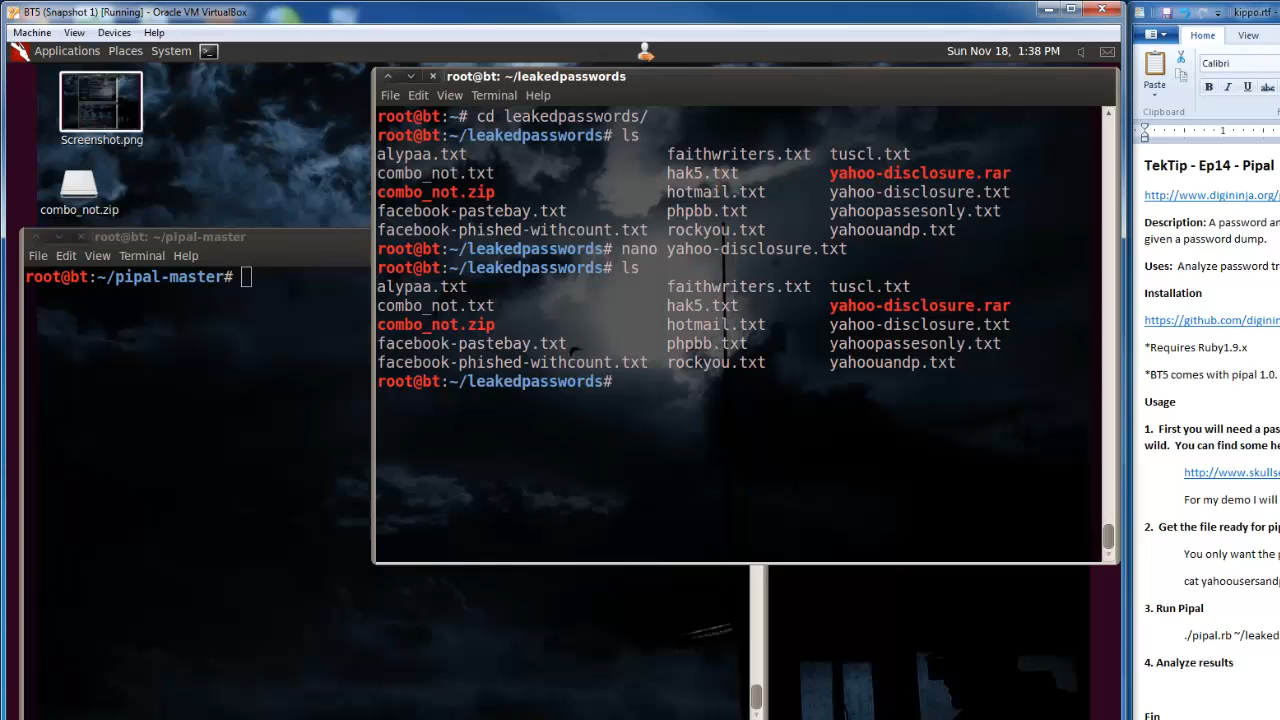 BT5 (Snapshot 1) [Running] - Oracle VM VirtualBox
Machine View Devices Help
Applications Places System Sun Nov 18, 1:38 PM
Screenshot.png
combo_not.zip
root@bt: ~/pipal-master
File Edit View Terminal Help
root@bt:~/pipal-master#
root@bt: ~/leakedpasswords
File Edit View Terminal Help
root@bt:~# cd leakedpasswords/
root@bt:~/leakedpasswords# ls
alypaa.txt faithwriters.txt tuscl.txt
combo_not.txt hak5.txt yahoo-disclosure.rar
combo_not.zip hotmail.txt yahoo-disclosure.txt
facebook-pastebay.txt phpbb.txt yahoopassesonly.txt
facebook-phished-withcount.txt rockyou.txt yahoouandp.txt
root@bt:~/leakedpasswords# nano yahoo-disclosure.txt
root@bt:~/leakedpasswords# ls
alypaa.txt faithwriters.txt tuscl.txt
combo_not.txt hak5.txt yahoo-disclosure.rar
combo_not.zip hotmail.txt yahoo-disclosure.txt
facebook-pastebay.txt phpbb.txt yahoopassesonly.txt
facebook-phished-withcount.txt rockyou.txt yahoouandp.txt
root@bt:~/leakedpasswords#
kippo.rtf -
Home View
Paste
Calibri
B I U abc
Clipboard
1
TekTip - Ep14 - Pipal
http://www.digininja.org/
Description: A password an
given a password dump.
Uses: Analyze password tr
Installation
https://github.com/diginin
*Requires Ruby1.9.x
*BT5 comes with pipal 1.0.
Usage
1. First you will need a pas
wild. You can find some he
http://www.skullse
For my demo I will
2. Get the file ready for pip
You only want the p
cat yahoousersandp
3. Run Pipal
./pipal.rb ~/leaked
4. Analyze results
Fin